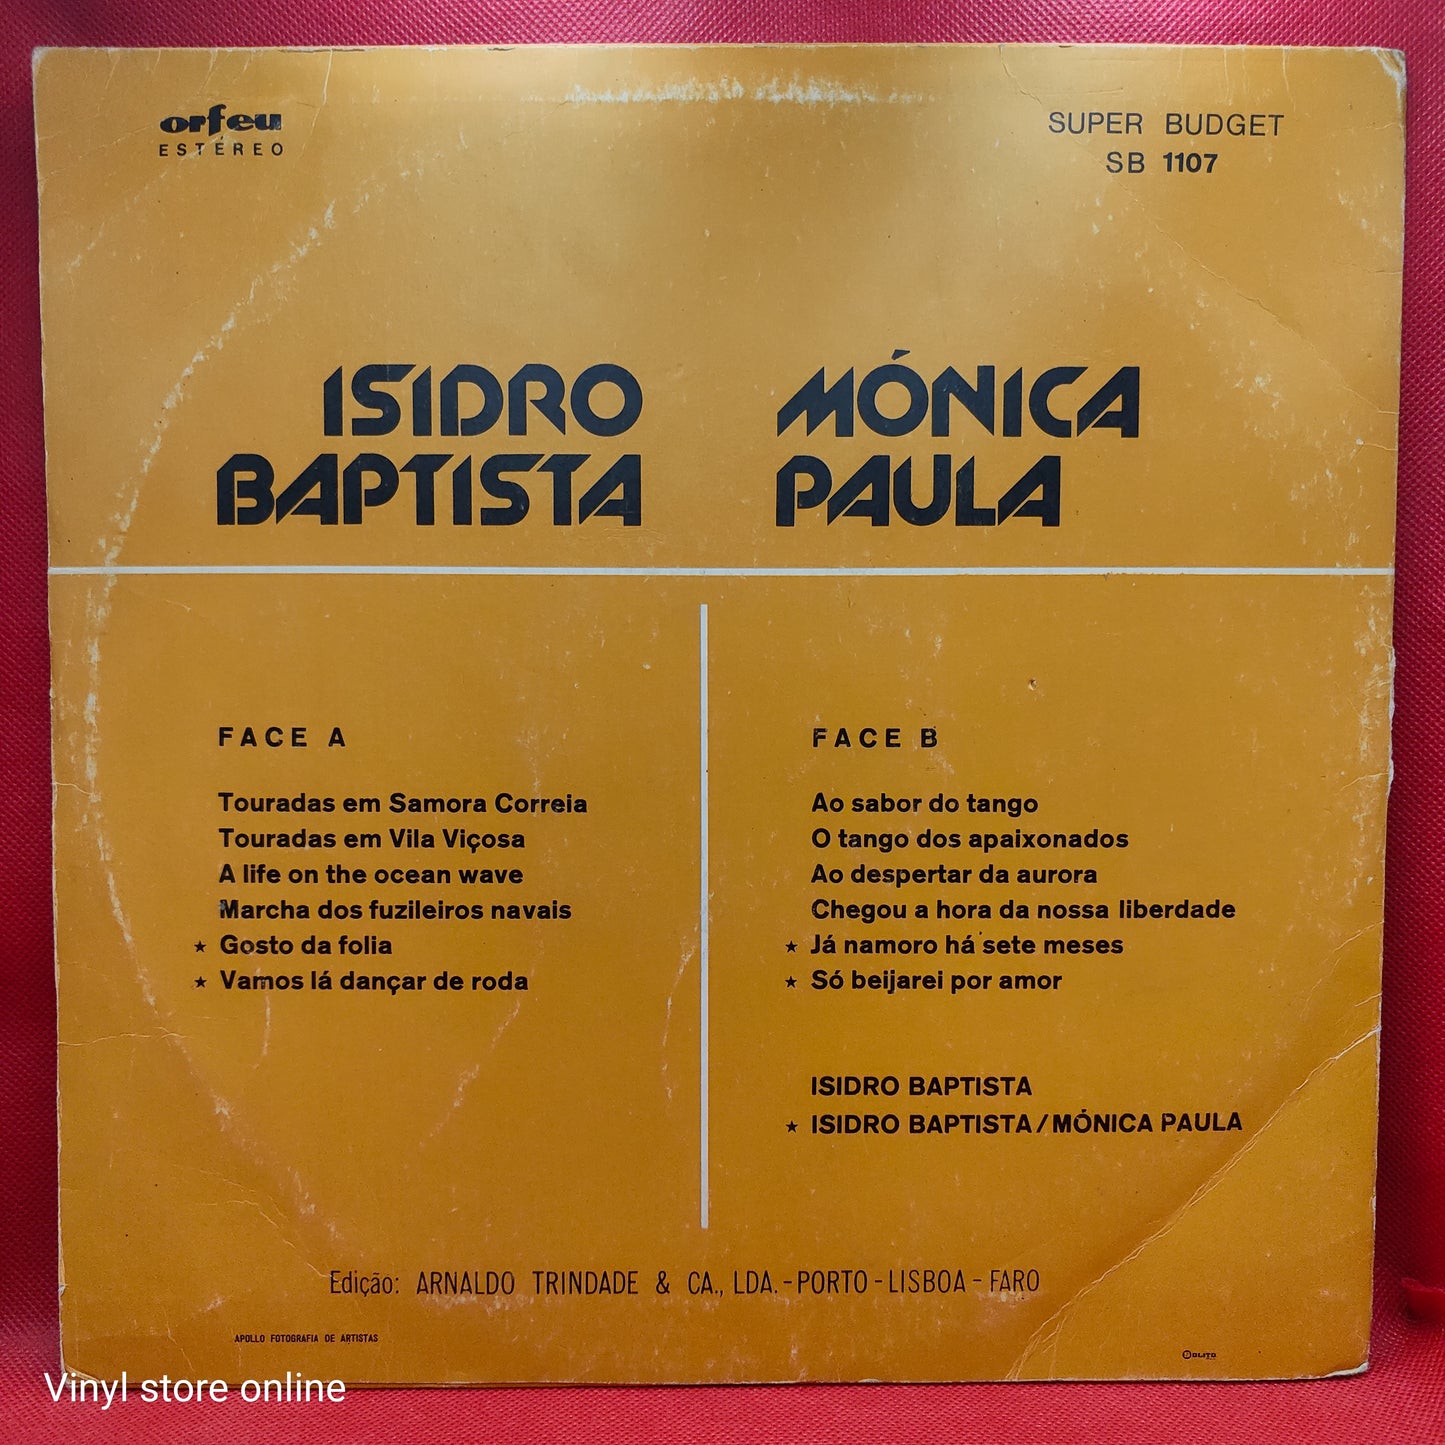 orfeu
ESTÉREO
SUPER BUDGET
SB 1107
ISIDRO
BAPTISTA
MÓNICA
PAULA
FACE A
Touradas em Samora Correia
Touradas em Vila Viçosa
A life on the ocean wave
Marcha dos fuzileiros navais
★ Gosto da folia
★ Vamos lá dançar de roda
FACE B
Ao sabor do tango
O tango dos apaixonados
Ao despertar da aurora
Chegou a hora da nossa liberdade
★ Já namoro há sete meses
★ Só beijarei por amor
ISIDRO BAPTISTA
★ ISIDRO BAPTISTA/MÓNICA PAULA
Edição: ARNALDO TRINDADE & CA., LDA. - PORTO - LISBOA - FARO
APOLLO FOTOGRAFIA DE ARTISTAS
Vinyl store online